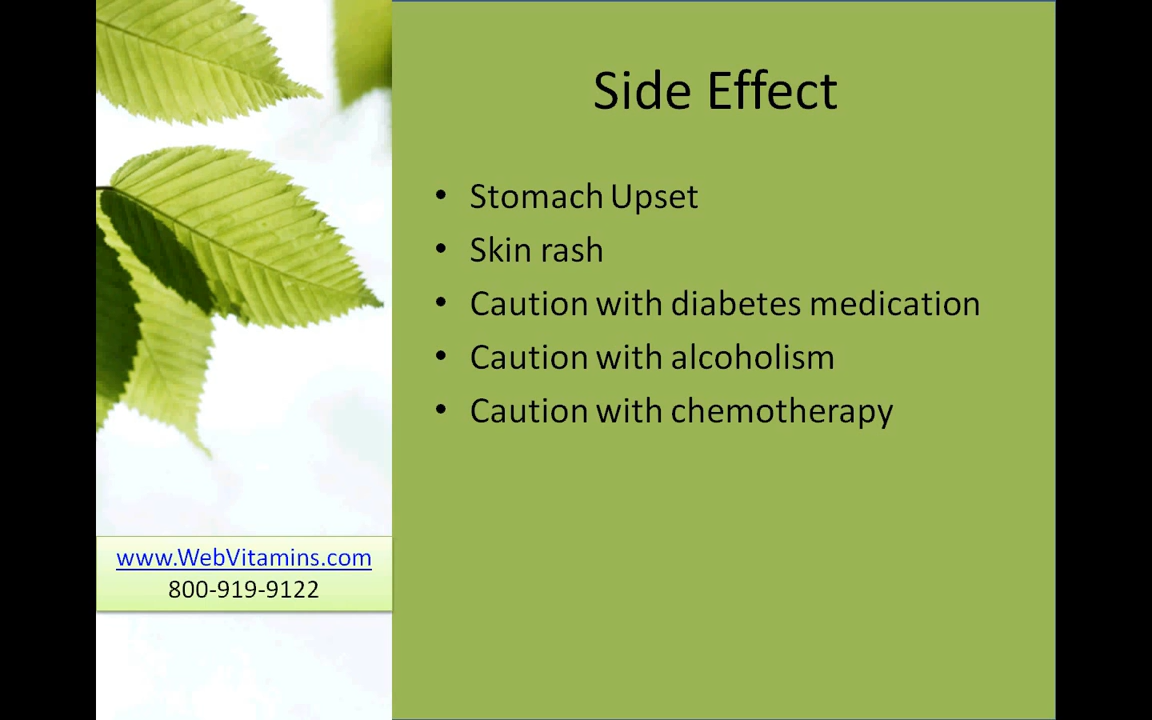 Side Effect
• Stomach Upset
• Skin rash
• Caution with diabetes medication
• Caution with alcoholism
• Caution with chemotherapy
www.WebVitamins.com
800-919-9122